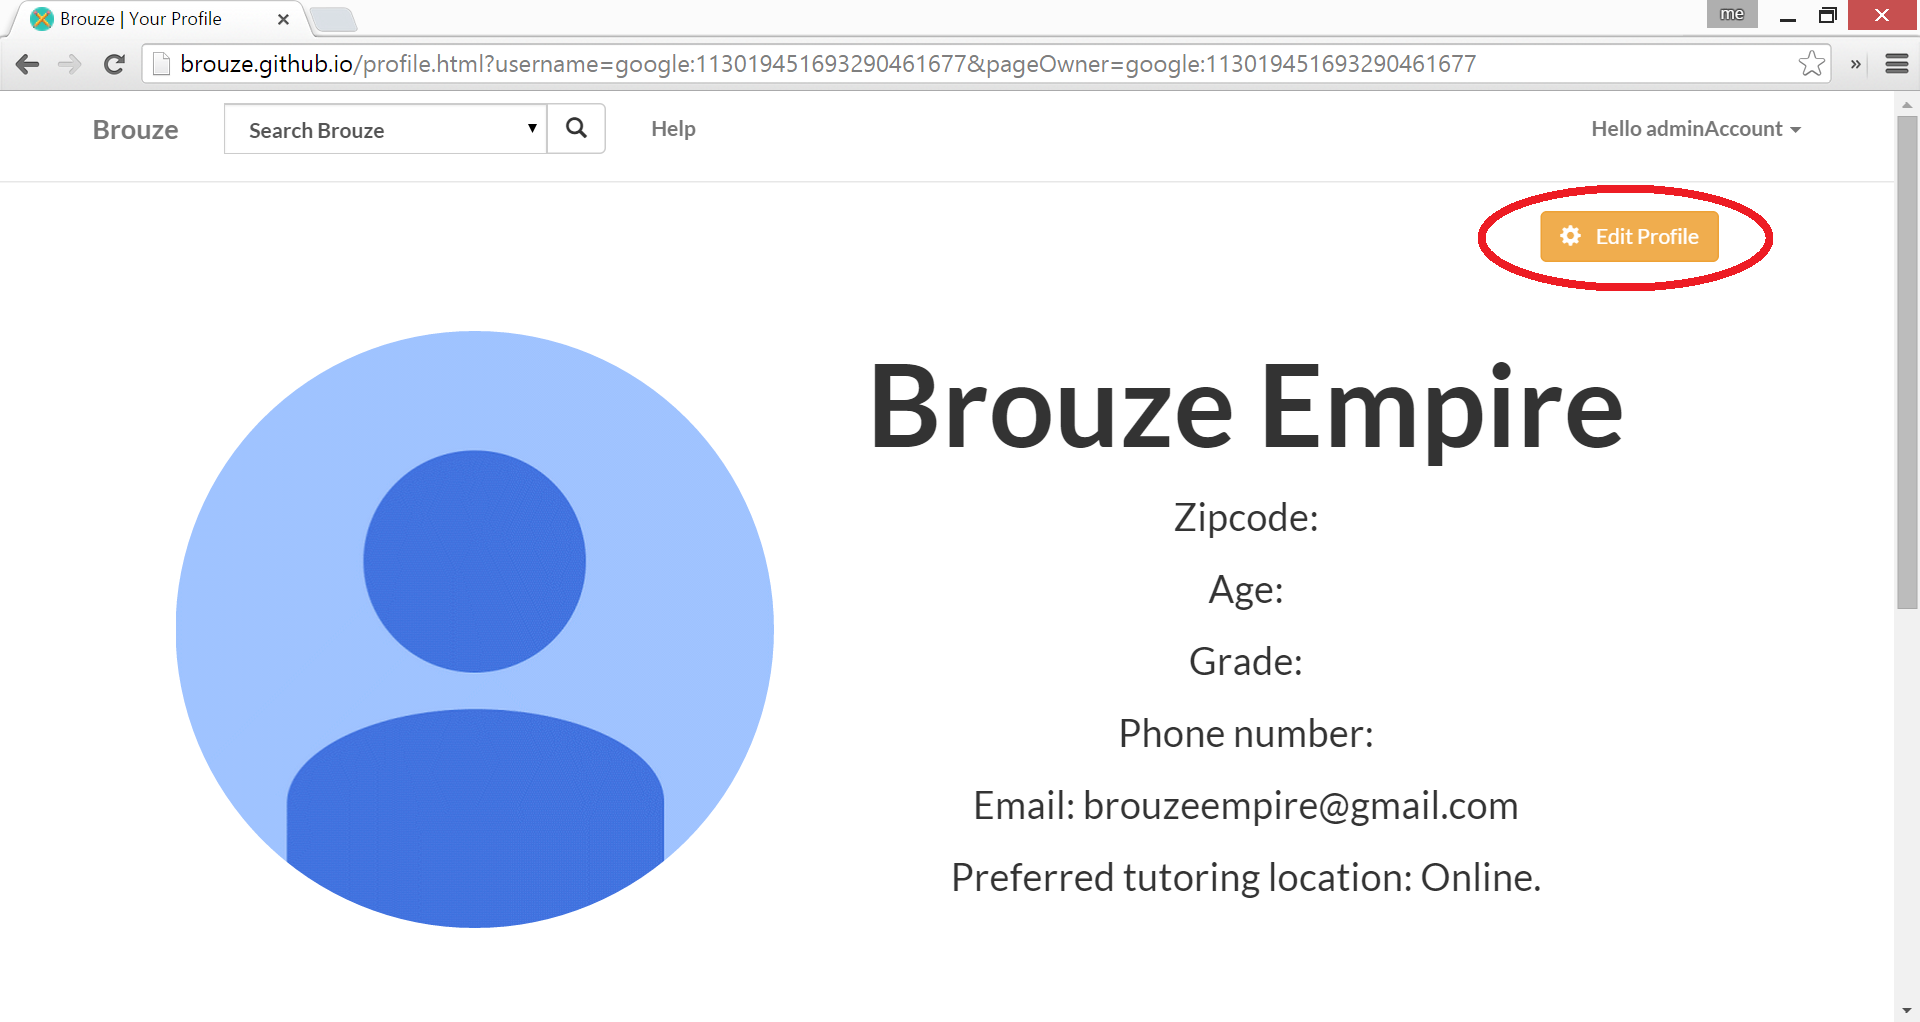 Brouze | Your Profile
me
brouze.github.io/profile.html?username=google:113019451693290461677&pageOwner=google:113019451693290461677
Brouze
Search Brouze
Help
Hello adminAccount
Edit Profile
Brouze Empire
Zipcode:
Age:
Grade:
Phone number:
Email: brouzeempire@gmail.com
Preferred tutoring location: Online.